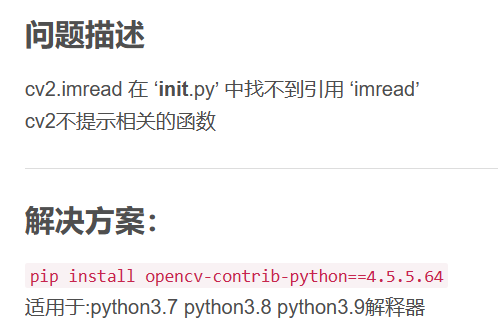 问题描述
cv2.imread 在 ‘init.py’ 中找不到引用 ‘imread’
cv2不提示相关的函数
解决方案：
pip install opencv-contrib-python==4.5.5.64
适用于:python3.7 python3.8 python3.9解释器